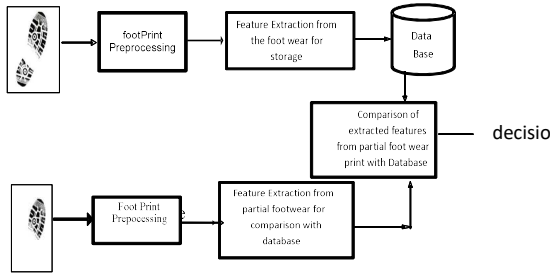 footPrint
Preprocessing
Feature Extraction from
the foot wear for
storage
Data
Base
Comparison of
extracted features
from partial foot wear
print with Database
decisio
Foot Print
Prepocessing
e
Feature Extraction from
partial footwear for
comparison with
database